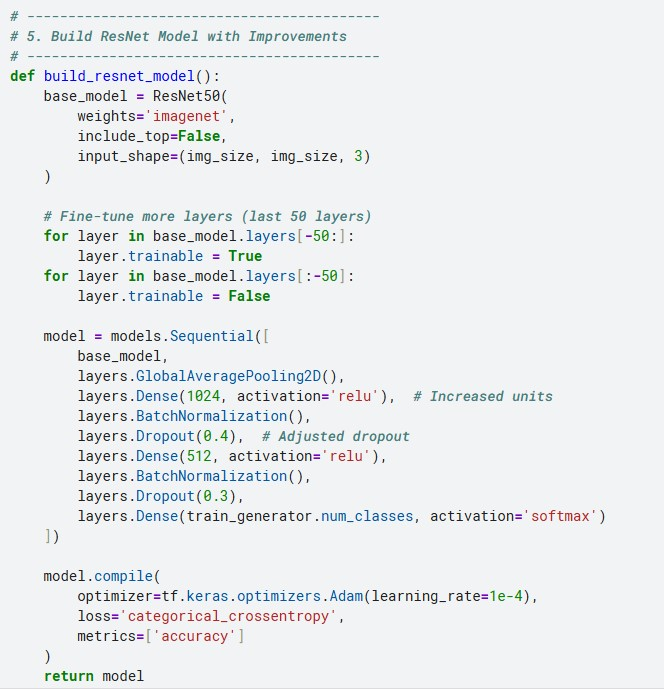 # ------------------------------------------
# 5. Build ResNet Model with Improvements
# ------------------------------------------
def build_resnet_model():
    base_model = ResNet50(
        weights='imagenet',
        include_top=False,
        input_shape=(img_size, img_size, 3)
    )

    # Fine-tune more layers (last 50 layers)
    for layer in base_model.layers[-50:]:
        layer.trainable = True
    for layer in base_model.layers[:-50]:
        layer.trainable = False

    model = models.Sequential([
        base_model,
        layers.GlobalAveragePooling2D(),
        layers.Dense(1024, activation='relu'),  # Increased units
        layers.BatchNormalization(),
        layers.Dropout(0.4),  # Adjusted dropout
        layers.Dense(512, activation='relu'),
        layers.BatchNormalization(),
        layers.Dropout(0.3),
        layers.Dense(train_generator.num_classes, activation='softmax')
    ])

    model.compile(
        optimizer=tf.keras.optimizers.Adam(learning_rate=1e-4),
        loss='categorical_crossentropy',
        metrics=['accuracy']
    )
    return model